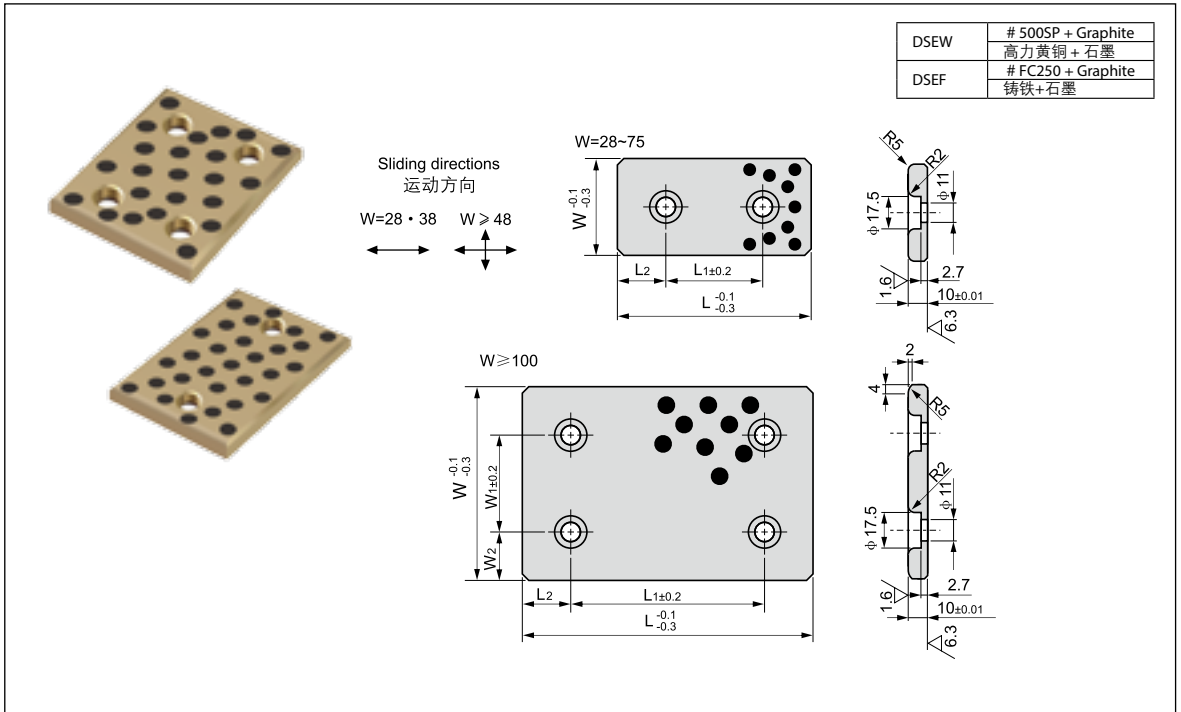 DSEW
# 500SP + Graphite
高力黄铜 + 石墨
DSEF
# FC250 + Graphite
铸铁+石墨
Sliding directions
运动方向
W=28・38
W ≥ 48
W=28~75
W -0.1 -0.3
L2
L1±0.2
L -0.1 -0.3
R5
R2
φ 17.5
φ 11
1.6
2.7
10±0.01
6.3
W≥100
W -0.1 -0.3
W1±0.2
W2
L2
L1±0.2
L -0.1 -0.3
2
4
R5
R2
φ 17.5
φ 11
1.6
2.7
10±0.01
6.3